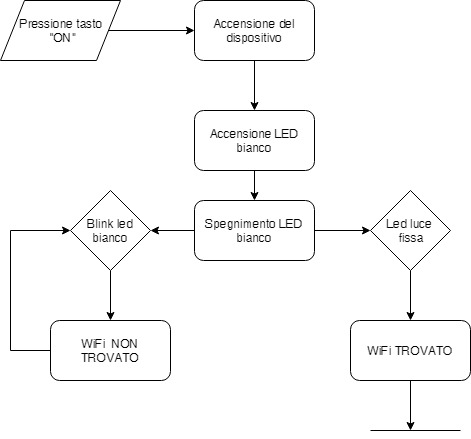 Pressione tasto
"ON"
Accensione del
dispositivo
Accensione LED
bianco
Blink led
bianco
Spegnimento LED
bianco
Led luce
fissa
WiFi NON
TROVATO
WiFi TROVATO